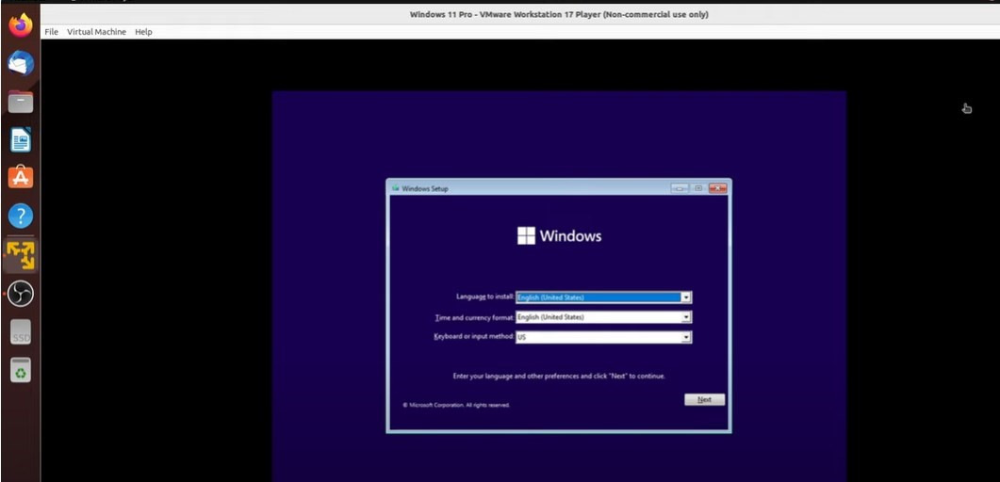 Windows 11 Pro - VMware Workstation 17 Player (Non-commercial use only)
File Virtual Machine Help
Windows Setup
Windows
Language to install: English (United States)
Time and currency format: English (United States)
Keyboard or input method: US
Enter your language and other preferences and click "Next" to continue.
Next
© Microsoft Corporation. All rights reserved.
?
SSD